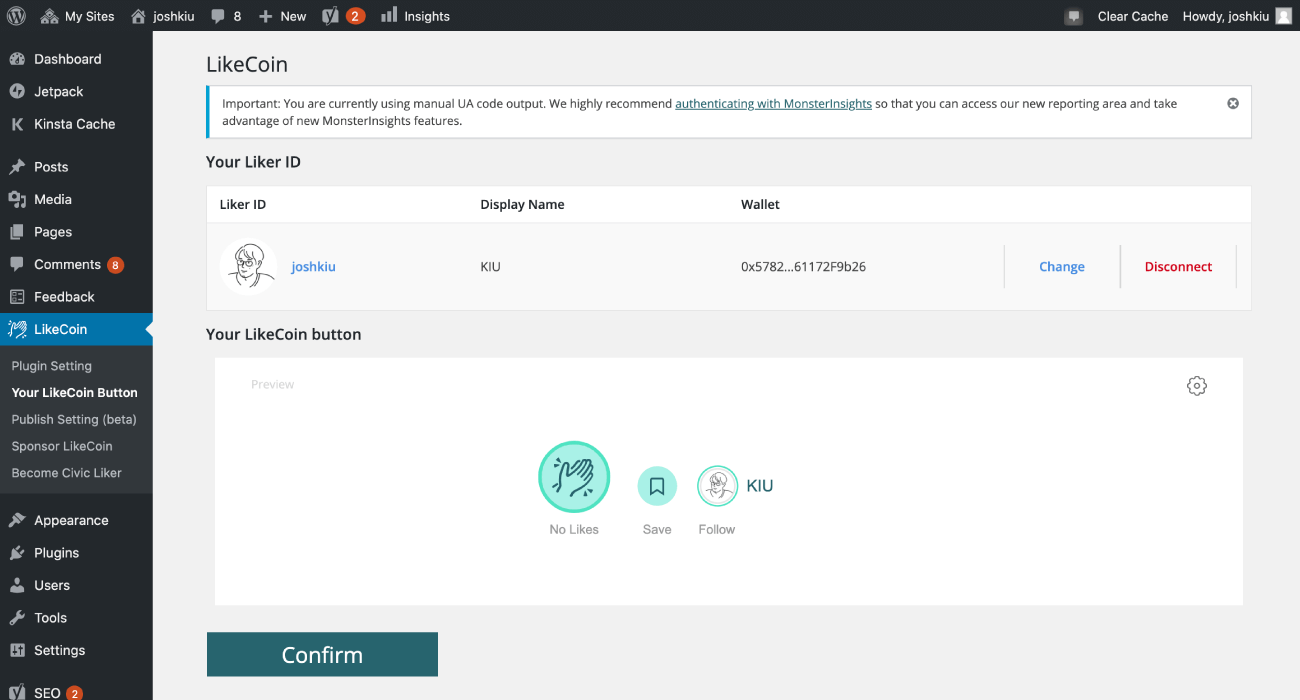 My Sites
joshkiu
8
New
2
Insights
Clear Cache
Howdy, joshkiu
Dashboard
Jetpack
Kinsta Cache
Posts
Media
Pages
Comments 8
Feedback
LikeCoin
Plugin Setting
Your LikeCoin Button
Publish Setting (beta)
Sponsor LikeCoin
Become Civic Liker
Appearance
Plugins
Users
Tools
Settings
SEO 2
LikeCoin
Important: You are currently using manual UA code output. We highly recommend authenticating with MonsterInsights so that you can access our new reporting area and take
advantage of new MonsterInsights features.
Your Liker ID
Liker ID Display Name Wallet
joshkiu KIU 0x5782...61172F9b26 Change Disconnect
Your LikeCoin button
Preview
KIU
No Likes Save Follow
Confirm